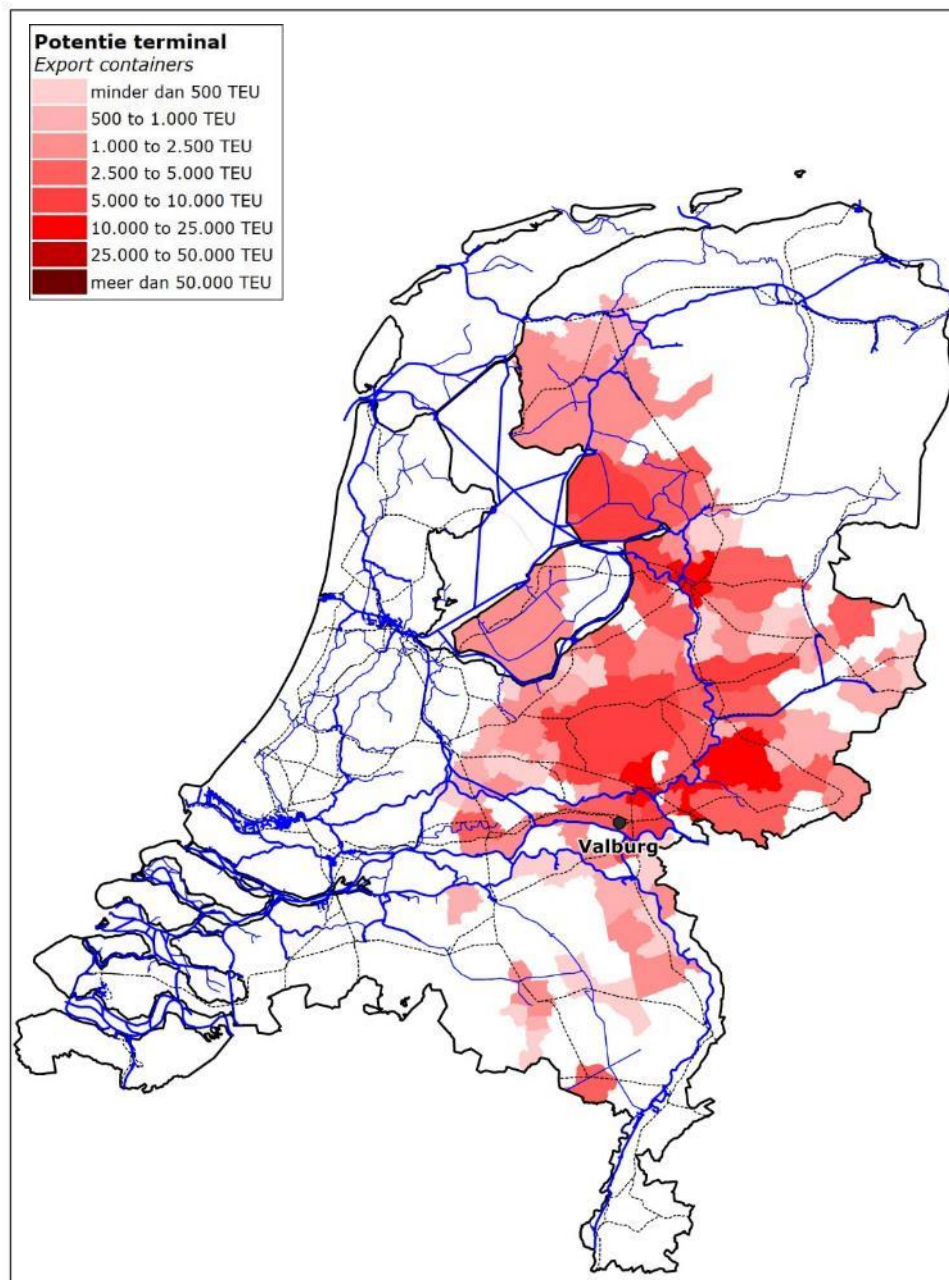 Potentie terminal
Export containers
minder dan 500 TEU
500 to 1.000 TEU
1.000 to 2.500 TEU
2.500 to 5.000 TEU
5.000 to 10.000 TEU
10.000 to 25.000 TEU
25.000 to 50.000 TEU
meer dan 50.000 TEU
Valburg